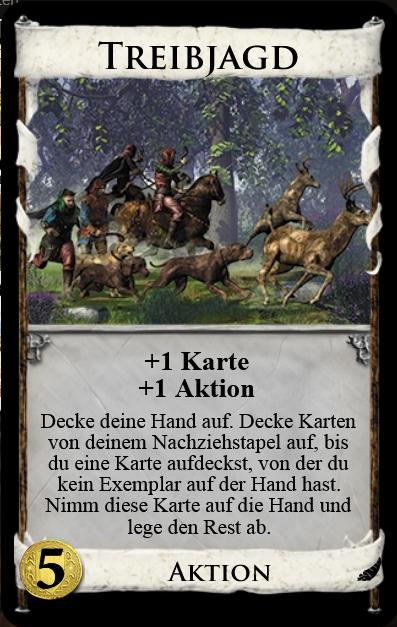 TREIBJAGD
+1 Karte
+1 Aktion
Decke deine Hand auf. Decke Karten
von deinem Nachziehstapel auf, bis
du eine Karte aufdeckst, von der du
kein Exemplar auf der Hand hast.
Nimm diese Karte auf die Hand und
lege den Rest ab.
5
AKTION